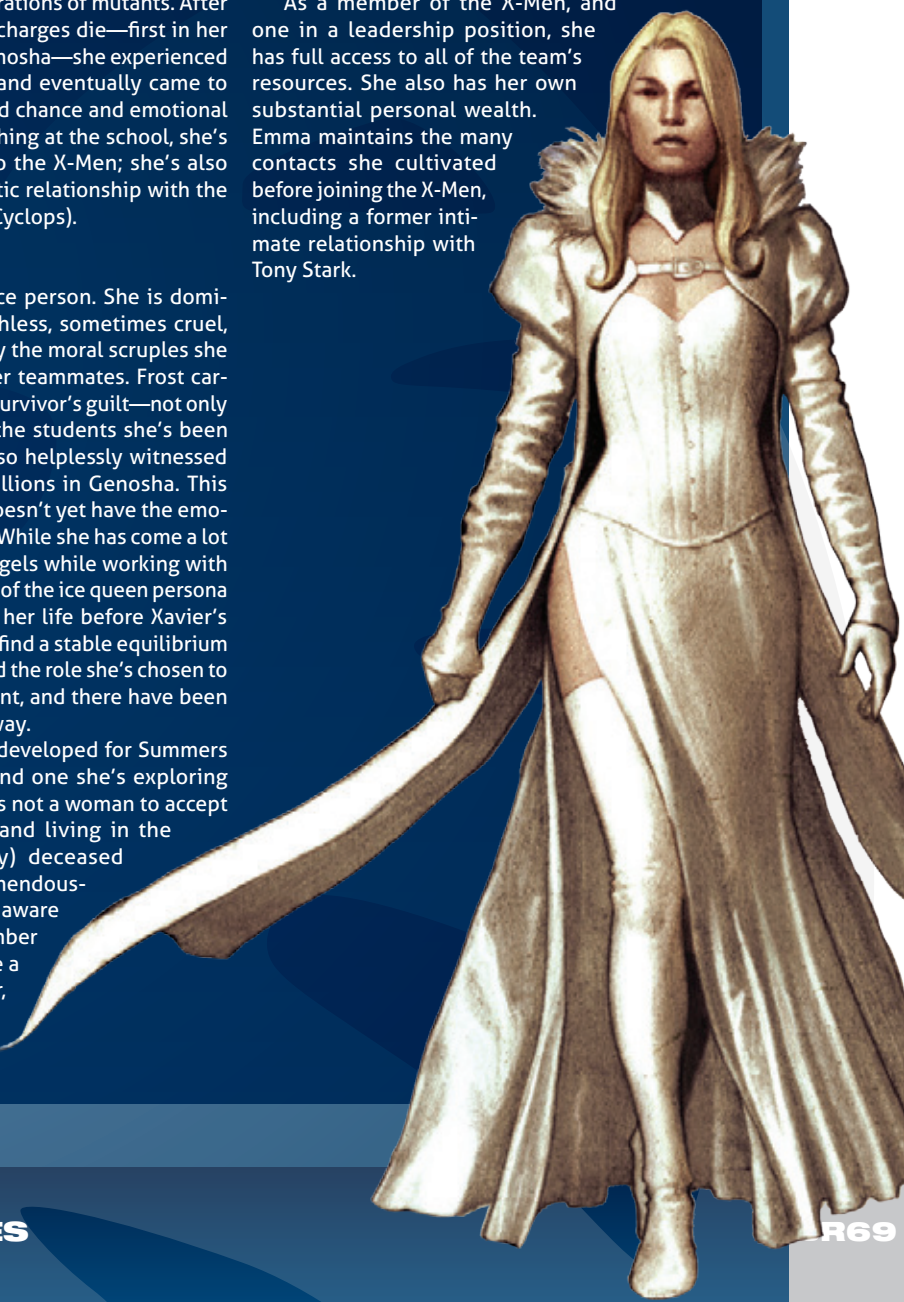 rations of mutants. After
charges die—first in her
nosha—she experienced
and eventually came to
d chance and emotional
hing at the school, she's
o the X-Men; she's also
tic relationship with the
Cyclops).
ce person. She is domi-
hless, sometimes cruel,
y the moral scruples she
er teammates. Frost car-
urvivor's guilt—not only
the students she's been
so helplessly witnessed
llions in Genosha. This
oesn't yet have the emo-
While she has come a lot
gels while working with
of the ice queen persona
her life before Xavier's
find a stable equilibrium
d the role she's chosen to
nt, and there have been
way.
developed for Summers
nd one she's exploring
s not a woman to accept
and living in the
y) deceased
mendous-
aware
mber
e a
r,
As a member of the X-Men, and
one in a leadership position, she
has full access to all of the team's
resources. She also has her own
substantial personal wealth.
Emma maintains the many
contacts she cultivated
before joining the X-Men,
including a former inti-
mate relationship with
Tony Stark.
ES
R69